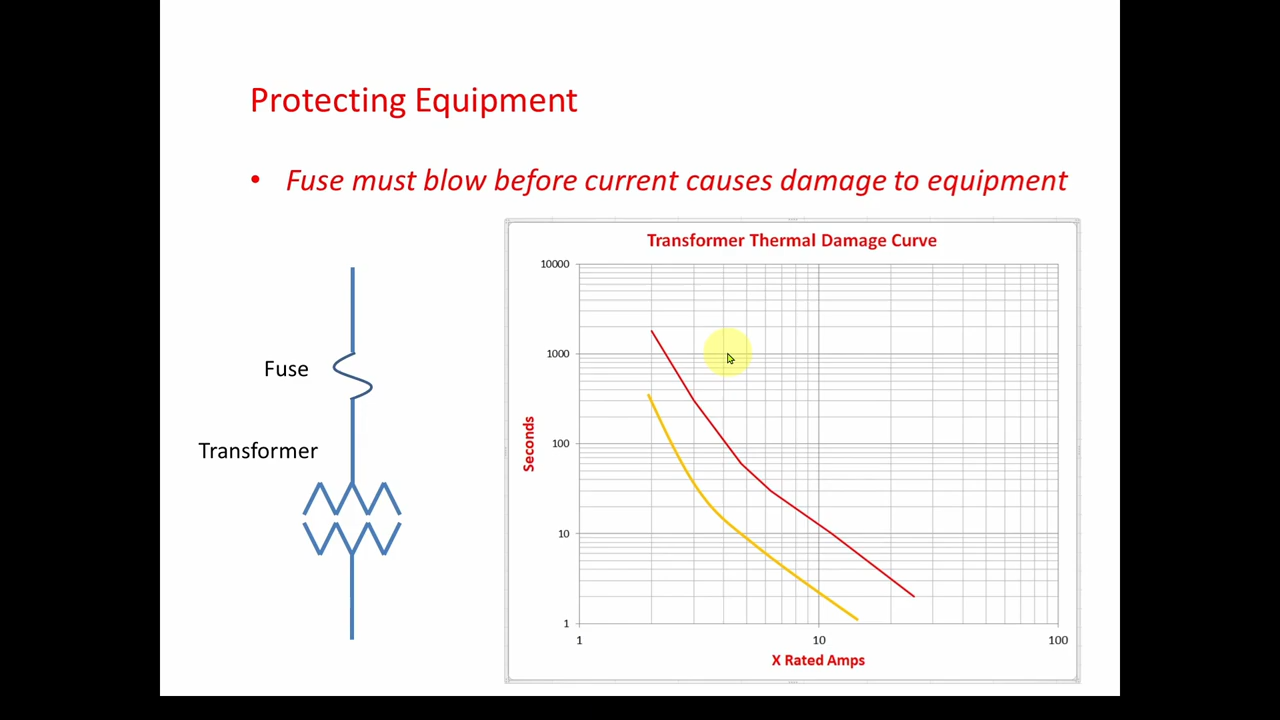 Protecting Equipment
• Fuse must blow before current causes damage to equipment
Transformer Thermal Damage Curve
10000
1000
100
10
1
Seconds
1 10 100
X Rated Amps
Fuse
Transformer